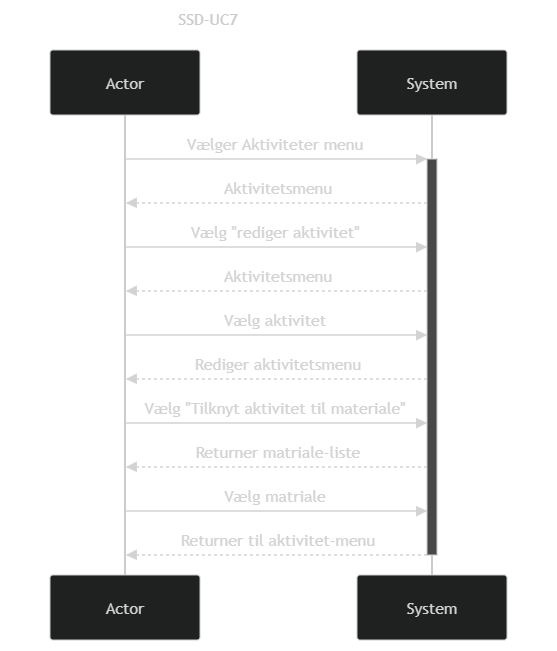 SSD-UC7
Actor
System
Vælger Aktiviteter menu
Aktivitetsmenu
Vælg "rediger aktivitet"
Aktivitetsmenu
Vælg aktivitet
Rediger aktivitetsmenu
Vælg "Tilknyt aktivitet til materiale"
Returner matriale-liste
Vælg matriale
Returner til aktivitet-menu
Actor
System